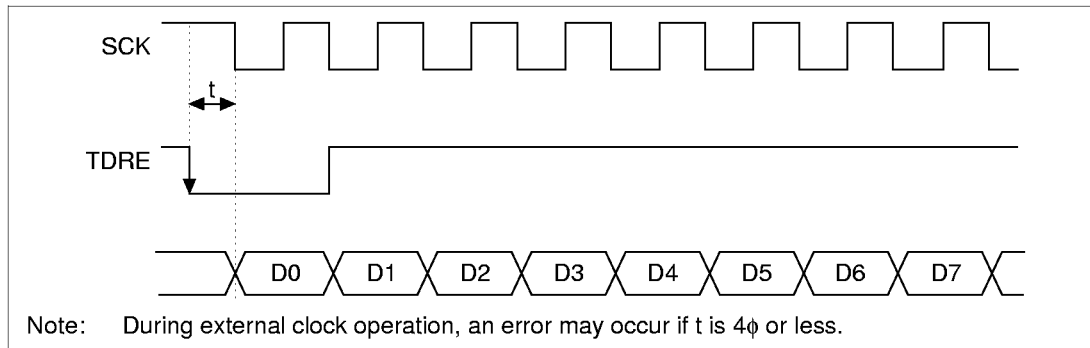 SCK
t
TDRE
D0 D1 D2 D3 D4 D5 D6 D7
Note: During external clock operation, an error may occur if t is 4ϕ or less.